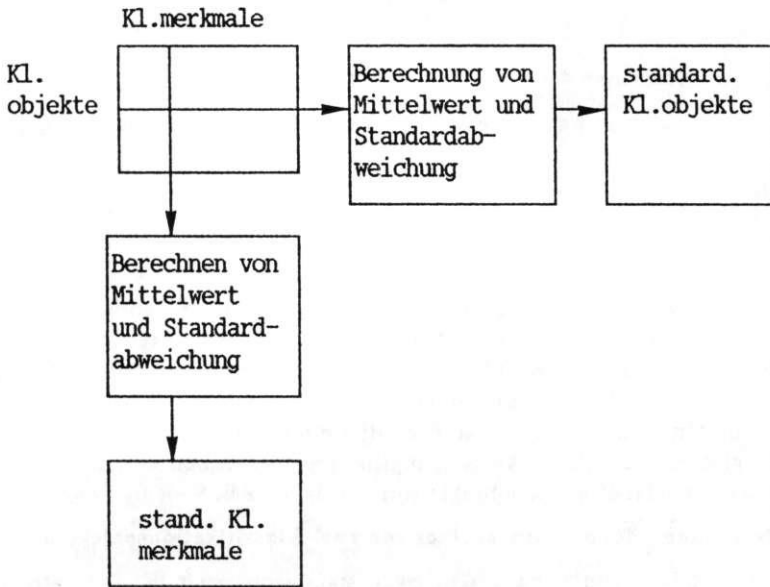 Kl.merkmale
Kl.
objekte
Berechnung von
Mittelwert und
Standardab-
weichung
standard.
Kl.objekte
Berechnen von
Mittelwert
und Standard-
abweichung
stand. Kl.
merkmale